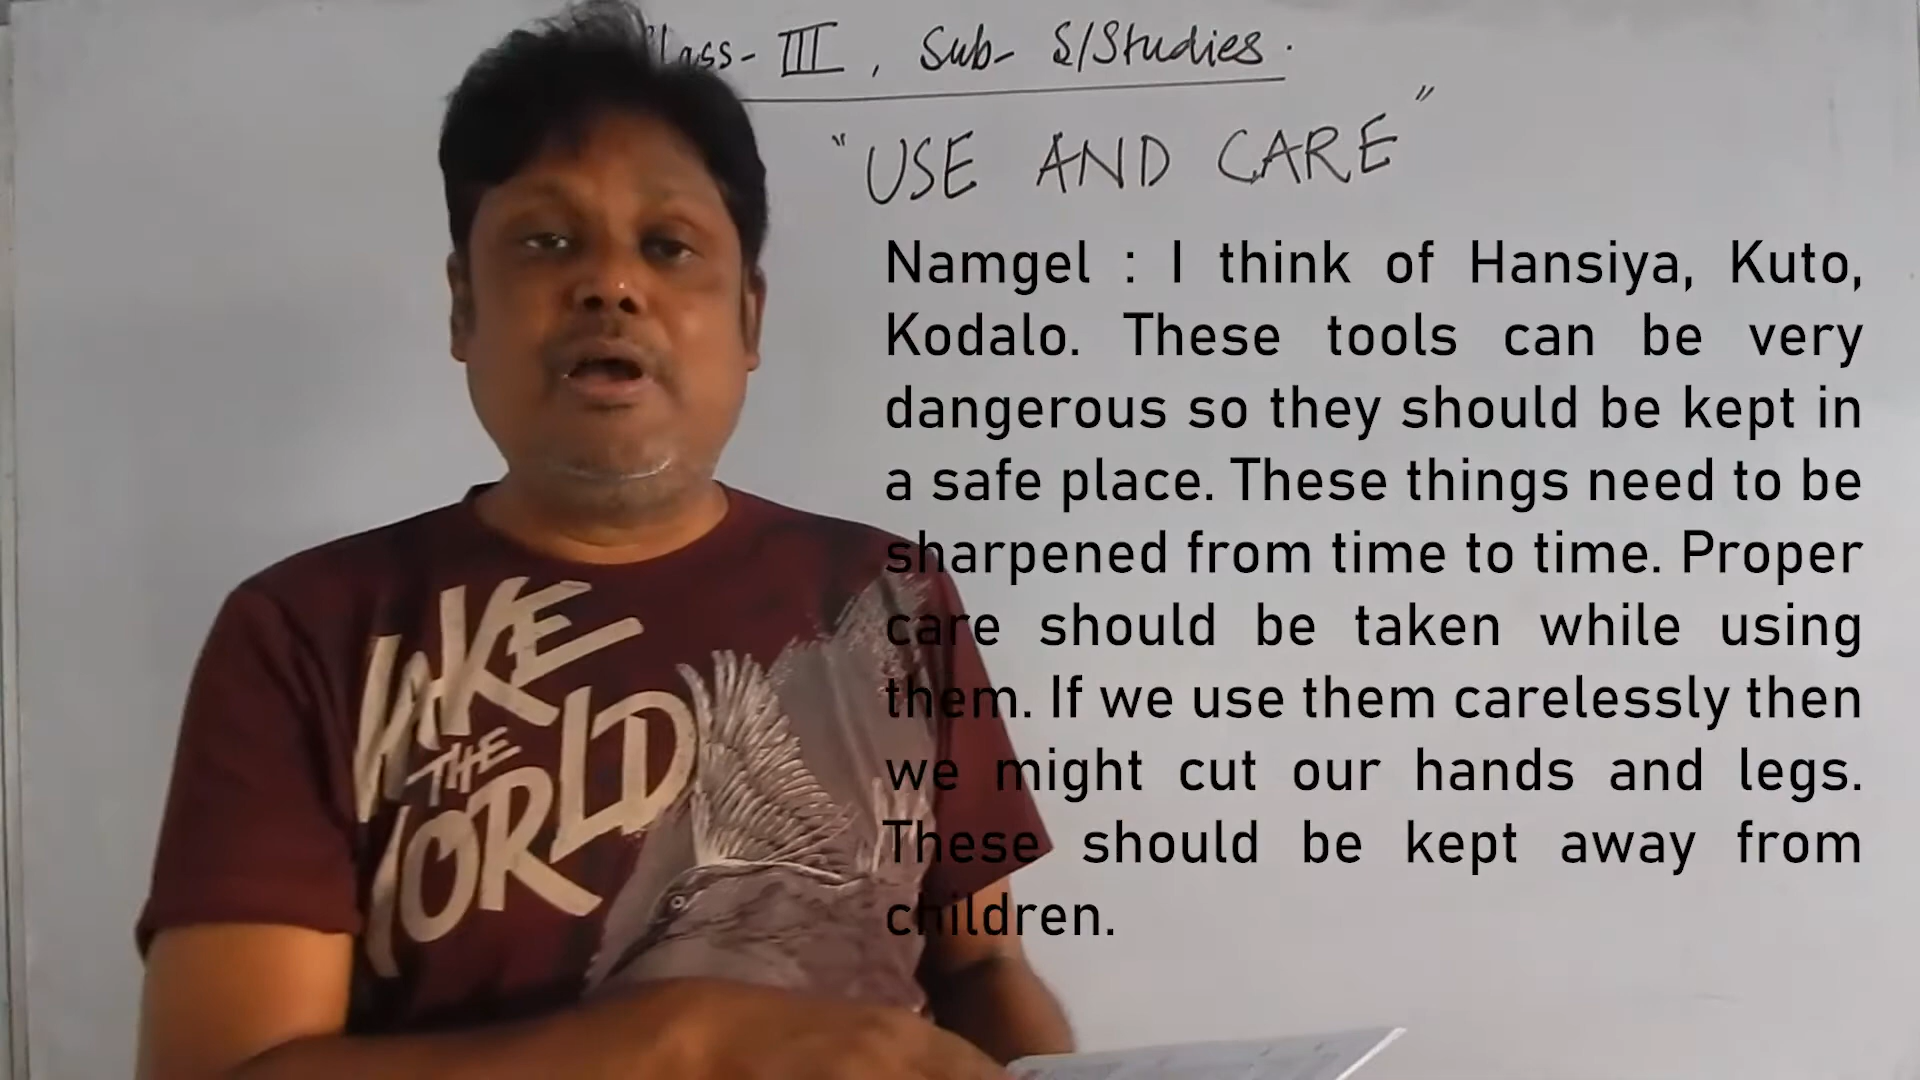 Class- III, Sub- S/Studies.
"USE AND CARE"
Namgel : I think of Hansiya, Kuto,
Kodalo. These tools can be very
dangerous so they should be kept in
a safe place. These things need to be
sharpened from time to time. Proper
care should be taken while using
them. If we use them carelessly then
we might cut our hands and legs.
These should be kept away from
children.
WAKE
THE
WORLD